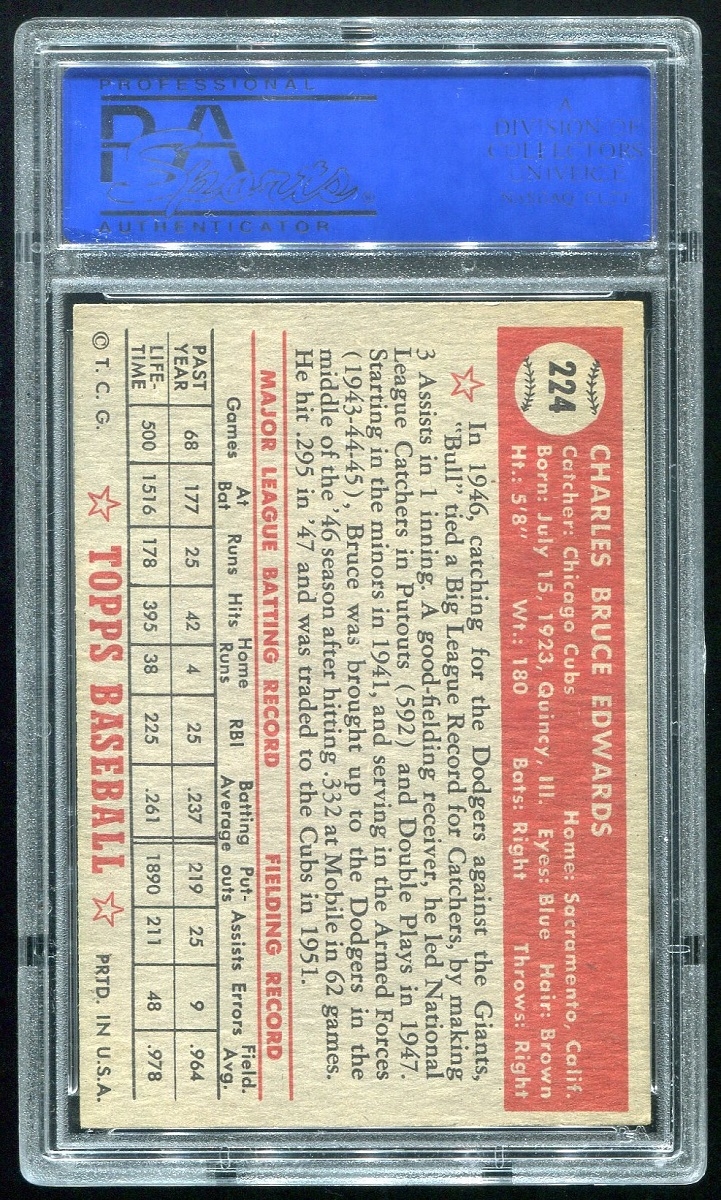 PROFESSIONAL
PSA
Sports
AUTHENTICATOR
A
DIVISION OF
COLLECTORS
UNIVERSE
224
CHARLES BRUCE EDWARDS
Catcher: Chicago Cubs Home: Sacramento, Calif.
Born: July 15, 1923, Quincy, Ill. Eyes: Blue Hair: Brown
Ht.: 5'8" Wt.: 180 Bats: Right Throws: Right
In 1946, catching for the Dodgers against the Giants,
"Bull" tied a Big League Record for Catchers, by making
3 Assists in 1 inning. A good-fielding receiver, he led National
League Catchers in Putouts (592) and Double Plays in 1947.
Starting in the minors in 1941, and serving in the Armed Forces
(1943-44-45), Bruce was brought up to the Dodgers in the
middle of the '46 season after hitting .332 at Mobile in 62 games.
He hit .295 in '47 and was traded to the Cubs in 1951.
MAJOR LEAGUE BATTING RECORD FIELDING RECORD
Games At Bat Runs Hits Home Runs RBI Batting Average Put-outs Assists Errors Field. Avg.
PAST YEAR 68 177 25 42 4 25 .237 219 25 9 .964
LIFE-TIME 500 1516 178 395 38 225 .261 1890 211 48 .978
© T. C. G. TOPPS BASEBALL PRTD. IN U.S.A.